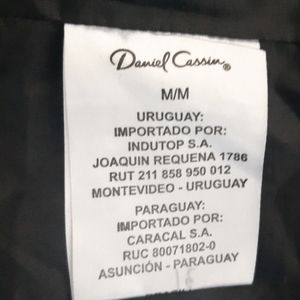 Daniel Cassin®
M/M
URUGUAY:
IMPORTADO POR:
INDUTOP S.A.
JOAQUIN REQUENA 1786
RUT 211 858 950 012
MONTEVIDEO - URUGUAY
PARAGUAY:
IMPORTADO POR:
CARACAL S.A.
RUC 80071802-0
ASUNCIÓN - PARAGUAY